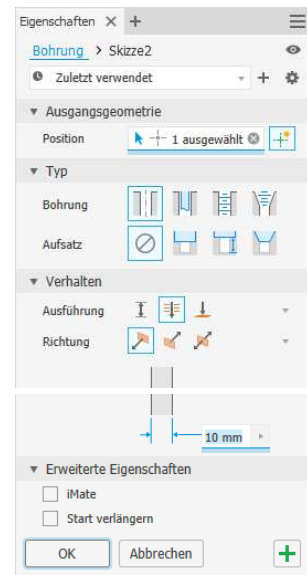 Eigenschaften × +
Bohrung > Skizze2
Zuletzt verwendet
Ausgangsgeometrie
Position 1 ausgewählt
Typ
Bohrung
Aufsatz
Verhalten
Ausführung
Richtung
10 mm
Erweiterte Eigenschaften
iMate
Start verlängern
OK Abbrechen +